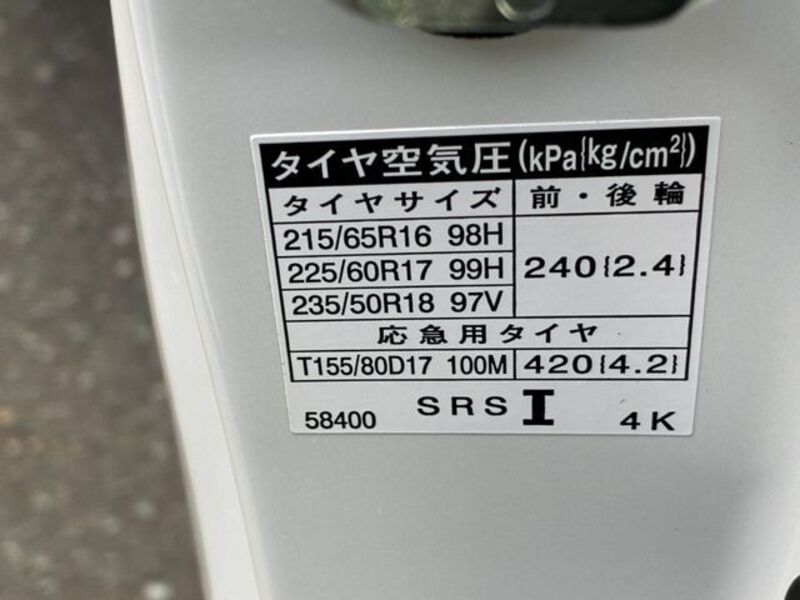 タイヤ空気圧(kPa{kg/cm²})
タイヤサイズ 前・後輪
215/65R16 98H
225/60R17 99H 240{2.4}
235/50R18 97V
応急用タイヤ
T155/80D17 100M 420{4.2}
58400 SRS I 4K